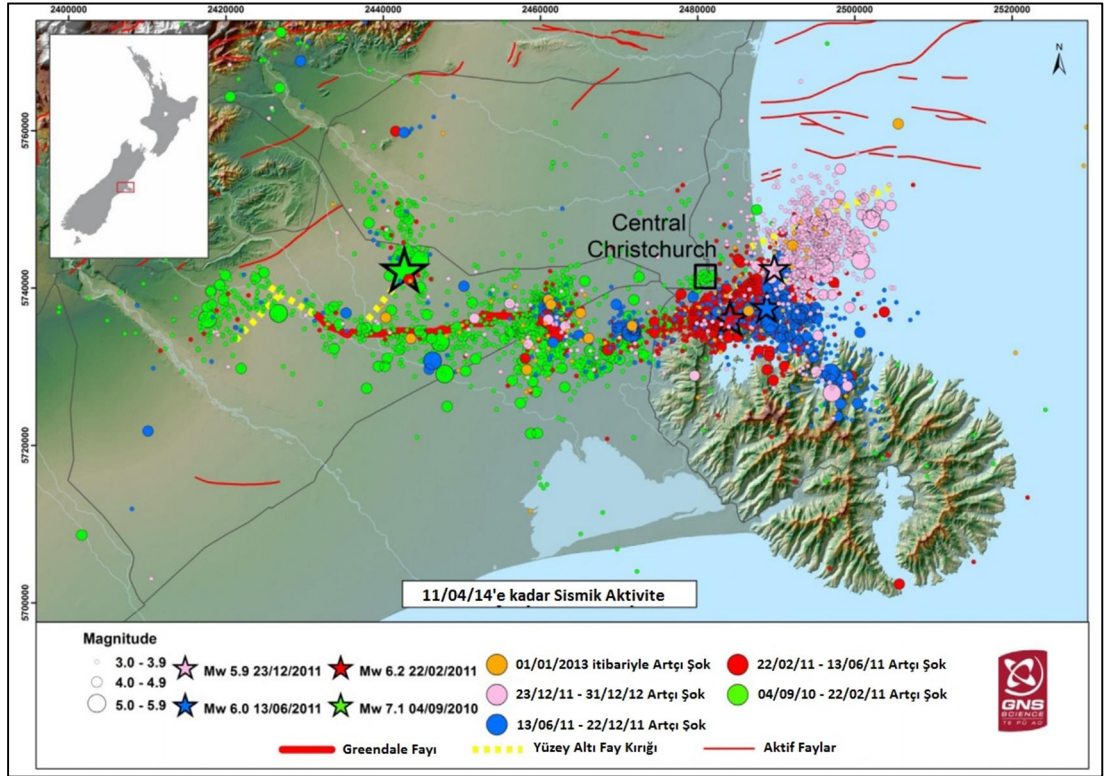 2400000
2420000
2440000
2460000
2480000
2500000
2520000
N
5760000
Central
Christchurch
5740000
5720000
5700000
11/04/14'e kadar Sismik Aktivite
Magnitude
3.0 - 3.9
4.0 - 4.9
5.0 - 5.9
Mw 5.9 23/12/2011
Mw 6.0 13/06/2011
Mw 6.2 22/02/2011
Mw 7.1 04/09/2010
01/01/2013 itibariyle Artçı Şok
23/12/11 - 31/12/12 Artçı Şok
13/06/11 - 22/12/11 Artçı Şok
22/02/11 - 13/06/11 Artçı Şok
04/09/10 - 22/02/11 Artçı Şok
GNS
SCIENCE
TE PŪ AO
Greendale Fayı
Yüzey Altı Fay Kırığı
Aktif Faylar